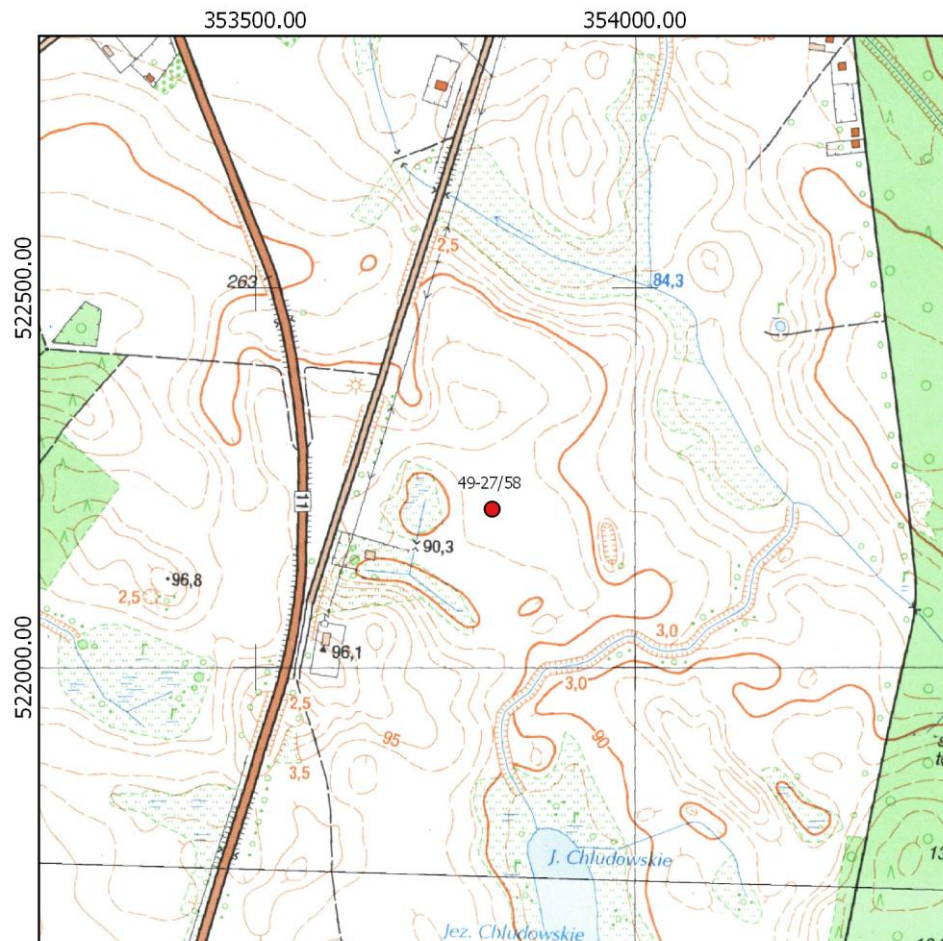 353500.00
354000.00
522500.00
522000.00
2,5
263
84,3
r
11
49-27/58
90,3
96,8
2,5
3,0
96,1
r
3,0
2,5
95
90
r
3,5
r
J. Chludowskie
r
13
Jez. Chludowskie